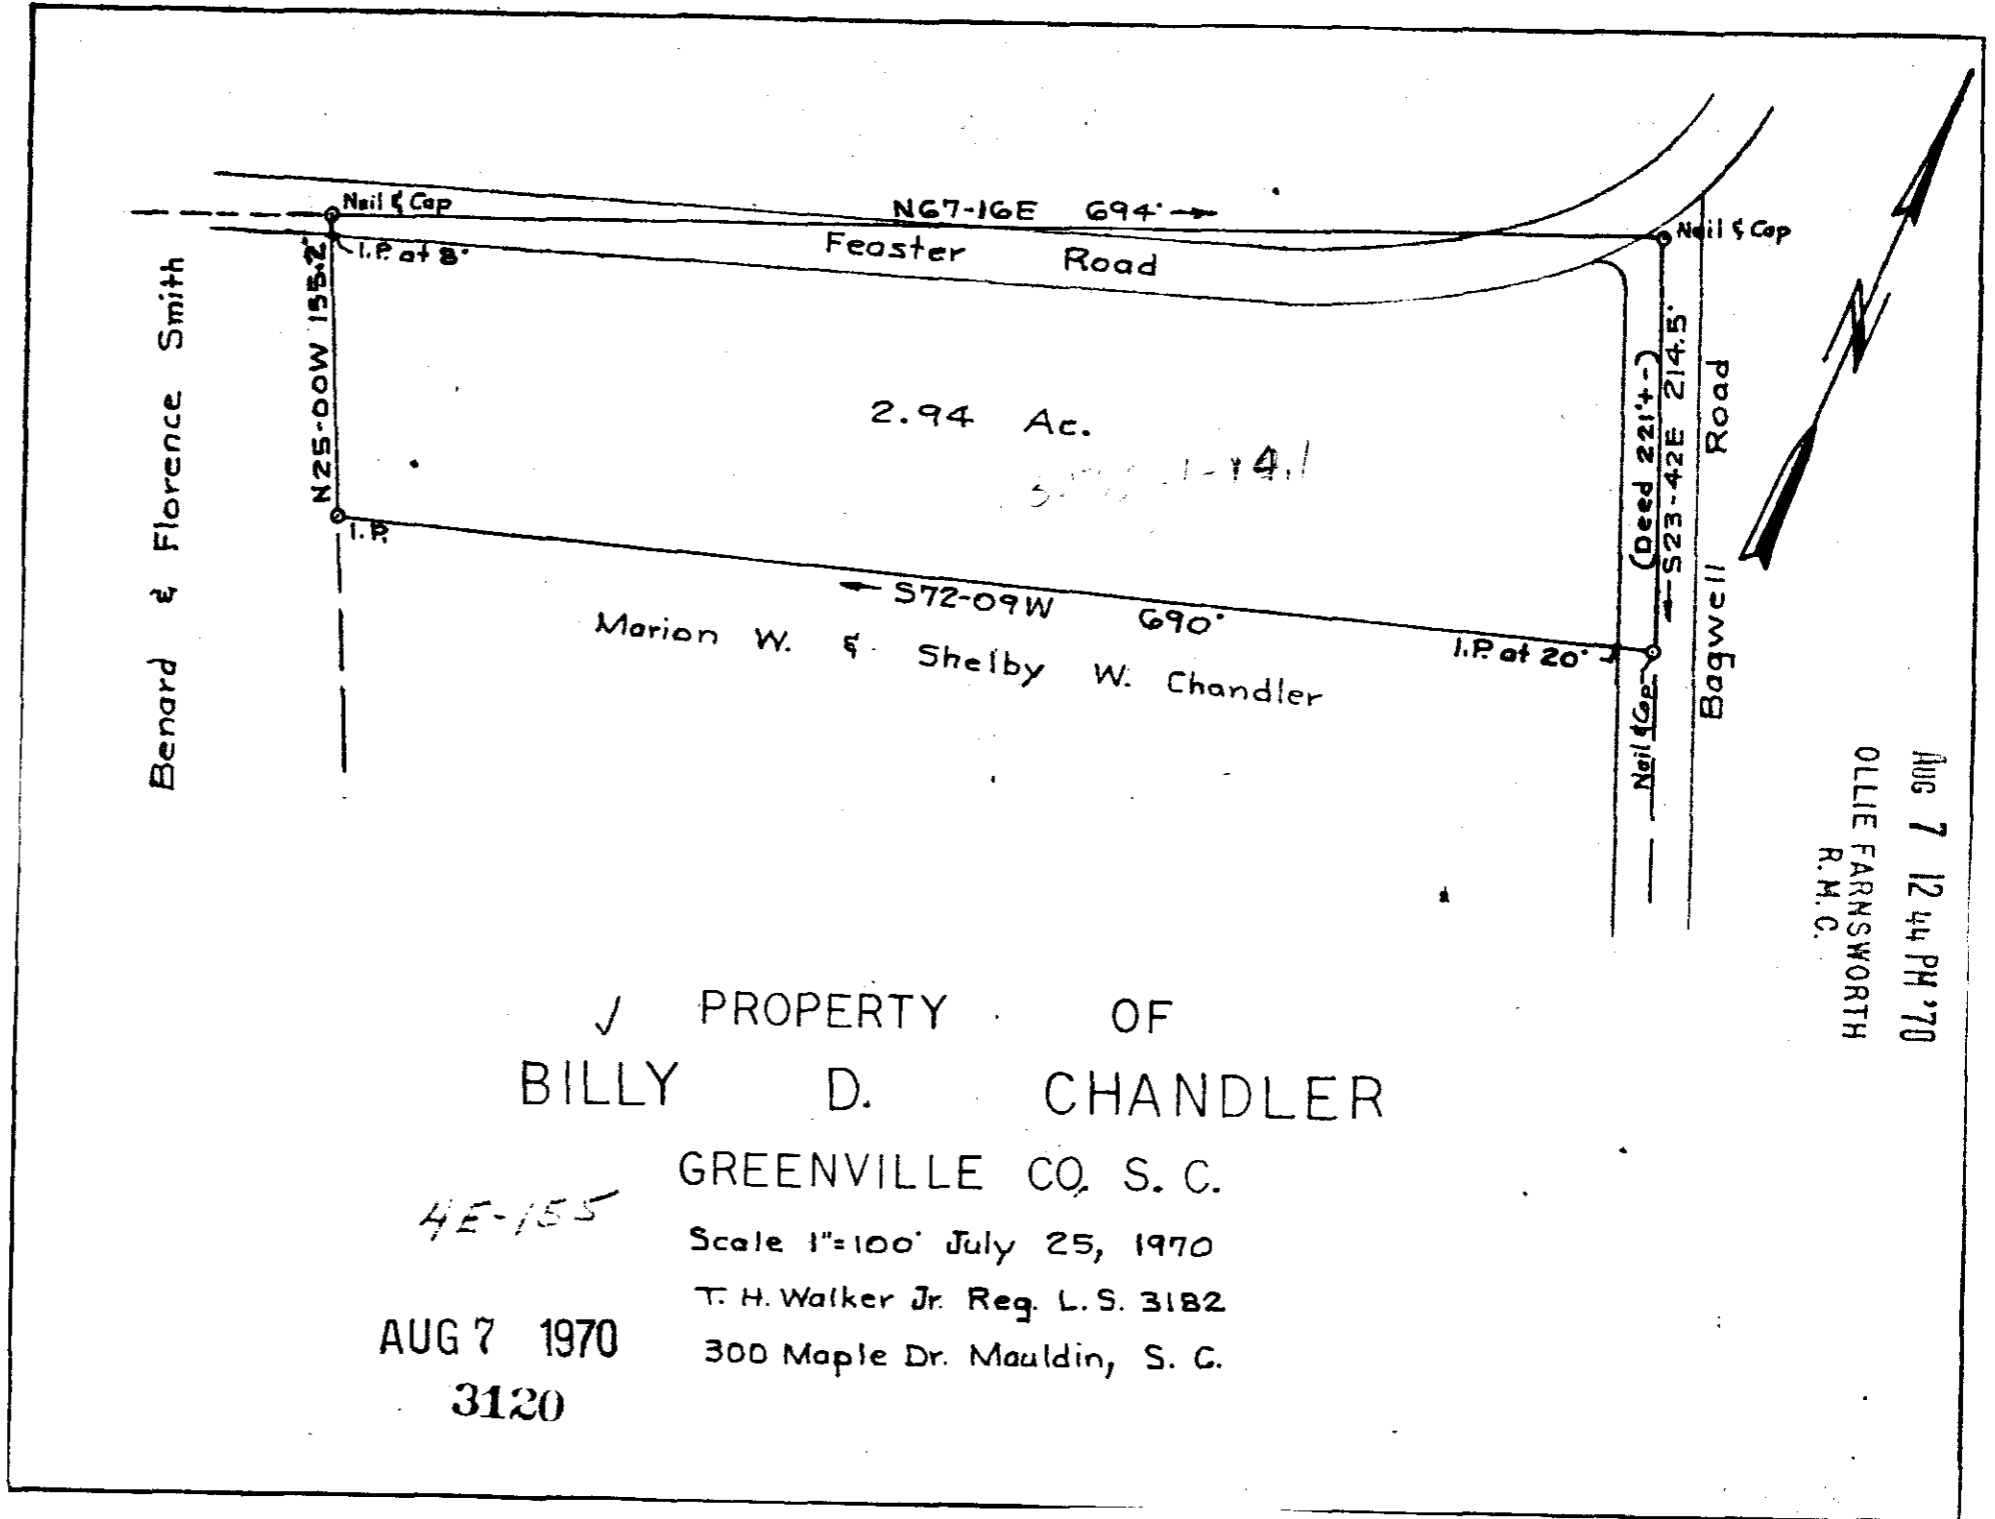 Nail & Cap
N67-16E 694'
Nail & Cap
I.P. at 8'
Feaster Road
N25-00W 155.2'
Benard & Florence Smith
2.94 Ac.
(Deed 221'+-)
S23-42E 214.5'
Bagwell Road
I.P.
S72-09W 690'
I.P. at 20'
Nail & Cap
Marion W. & Shelby W. Chandler
AUG 7 12 44 PM '70
OLLIE FARNSWORTH
R.M.C.
PROPERTY OF
BILLY D. CHANDLER
GREENVILLE CO. S. C.
4E-155
Scale 1"=100' July 25, 1970
T. H. Walker Jr. Reg. L. S. 3182
300 Maple Dr. Mauldin, S. C.
AUG 7 1970
3120